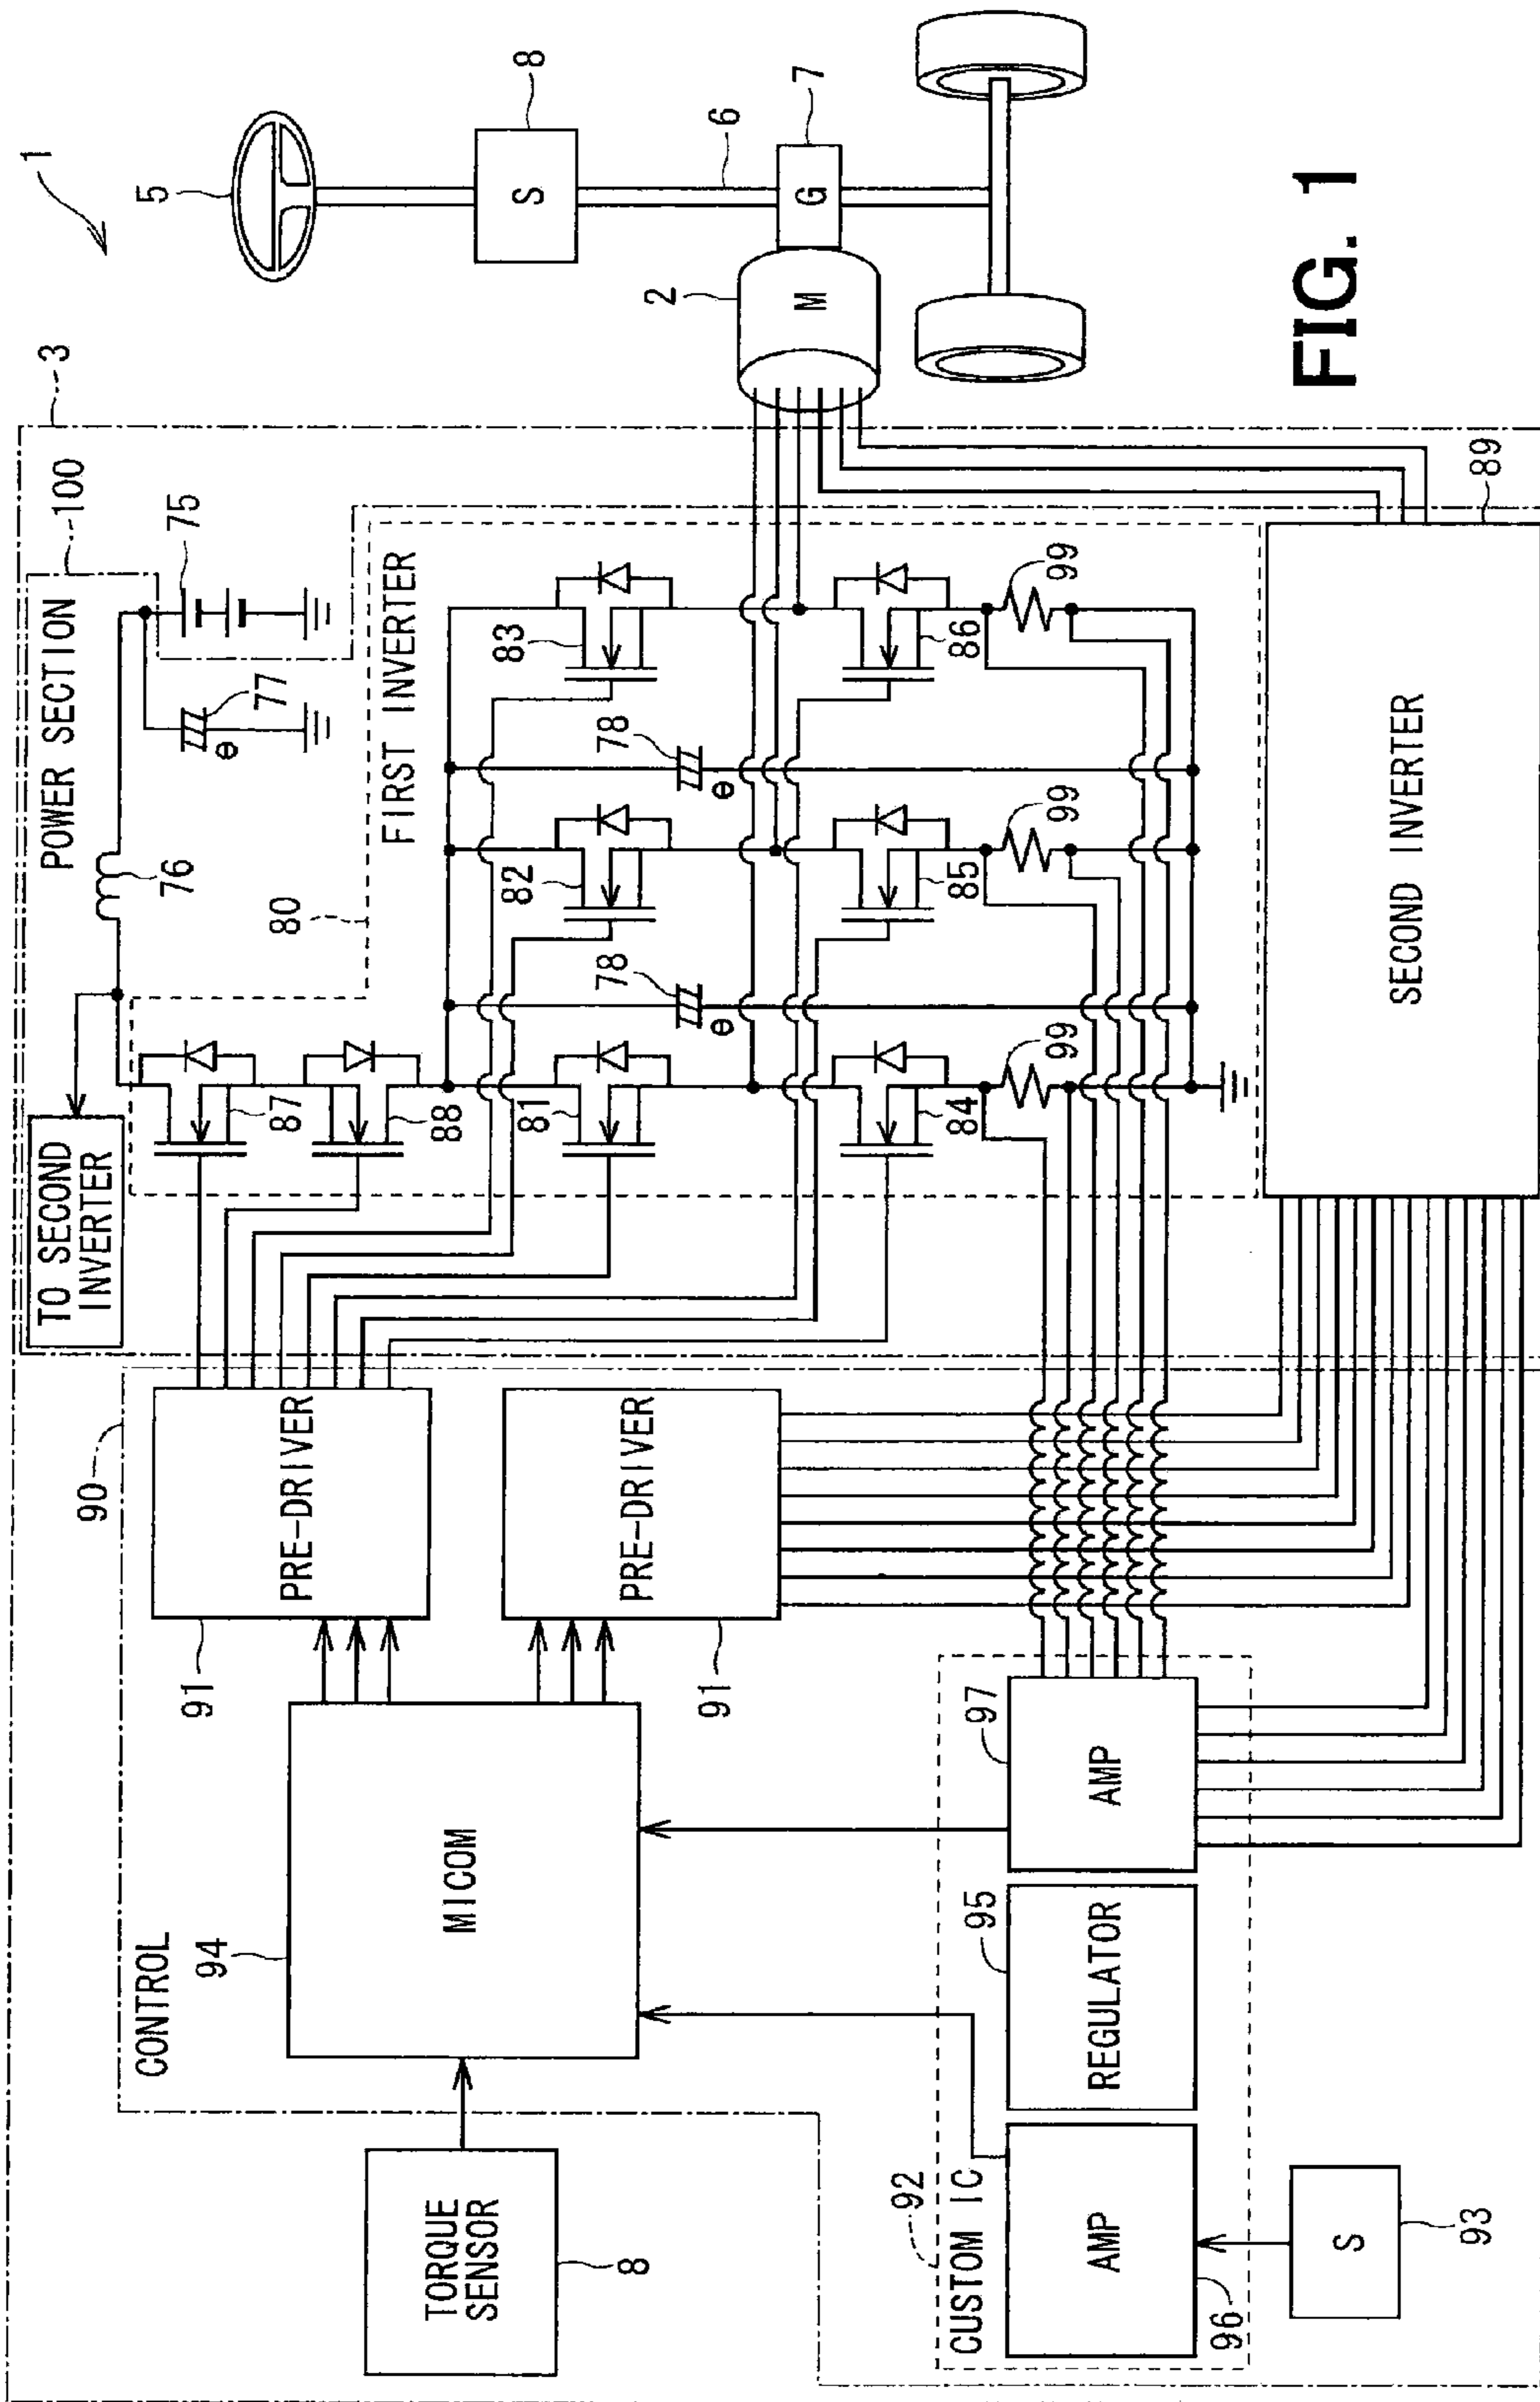 FIG. 1
1
3
100
POWER SECTION
75
77
76
TO SECOND
INVERTER
80
FIRST INVERTER
87
88
81
82
83
78
78
84
85
86
99
99
99
SECOND INVERTER
89
5
S
8
6
G
7
M
2
90
CONTROL
PRE-DRIVER
91
PRE-DRIVER
91
MICOM
94
TORQUE
SENSOR
8
92
CUSTOM IC
AMP
97
REGULATOR
95
AMP
96
S
93